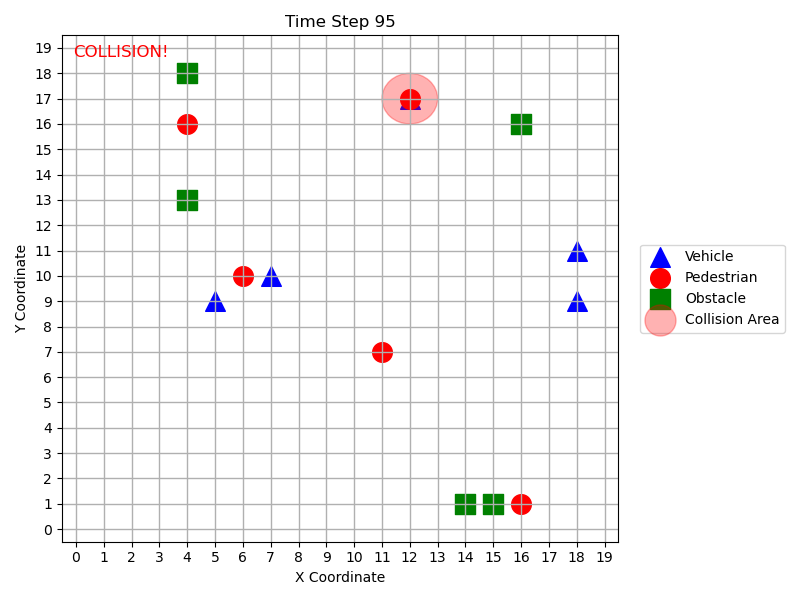 Time Step 95
COLLISION!
19
18
17
16
15
14
13
12
11
10
9
8
7
6
5
4
3
2
1
0
Y Coordinate
0 1 2 3 4 5 6 7 8 9 10 11 12 13 14 15 16 17 18 19
X Coordinate
Vehicle
Pedestrian
Obstacle
Collision Area